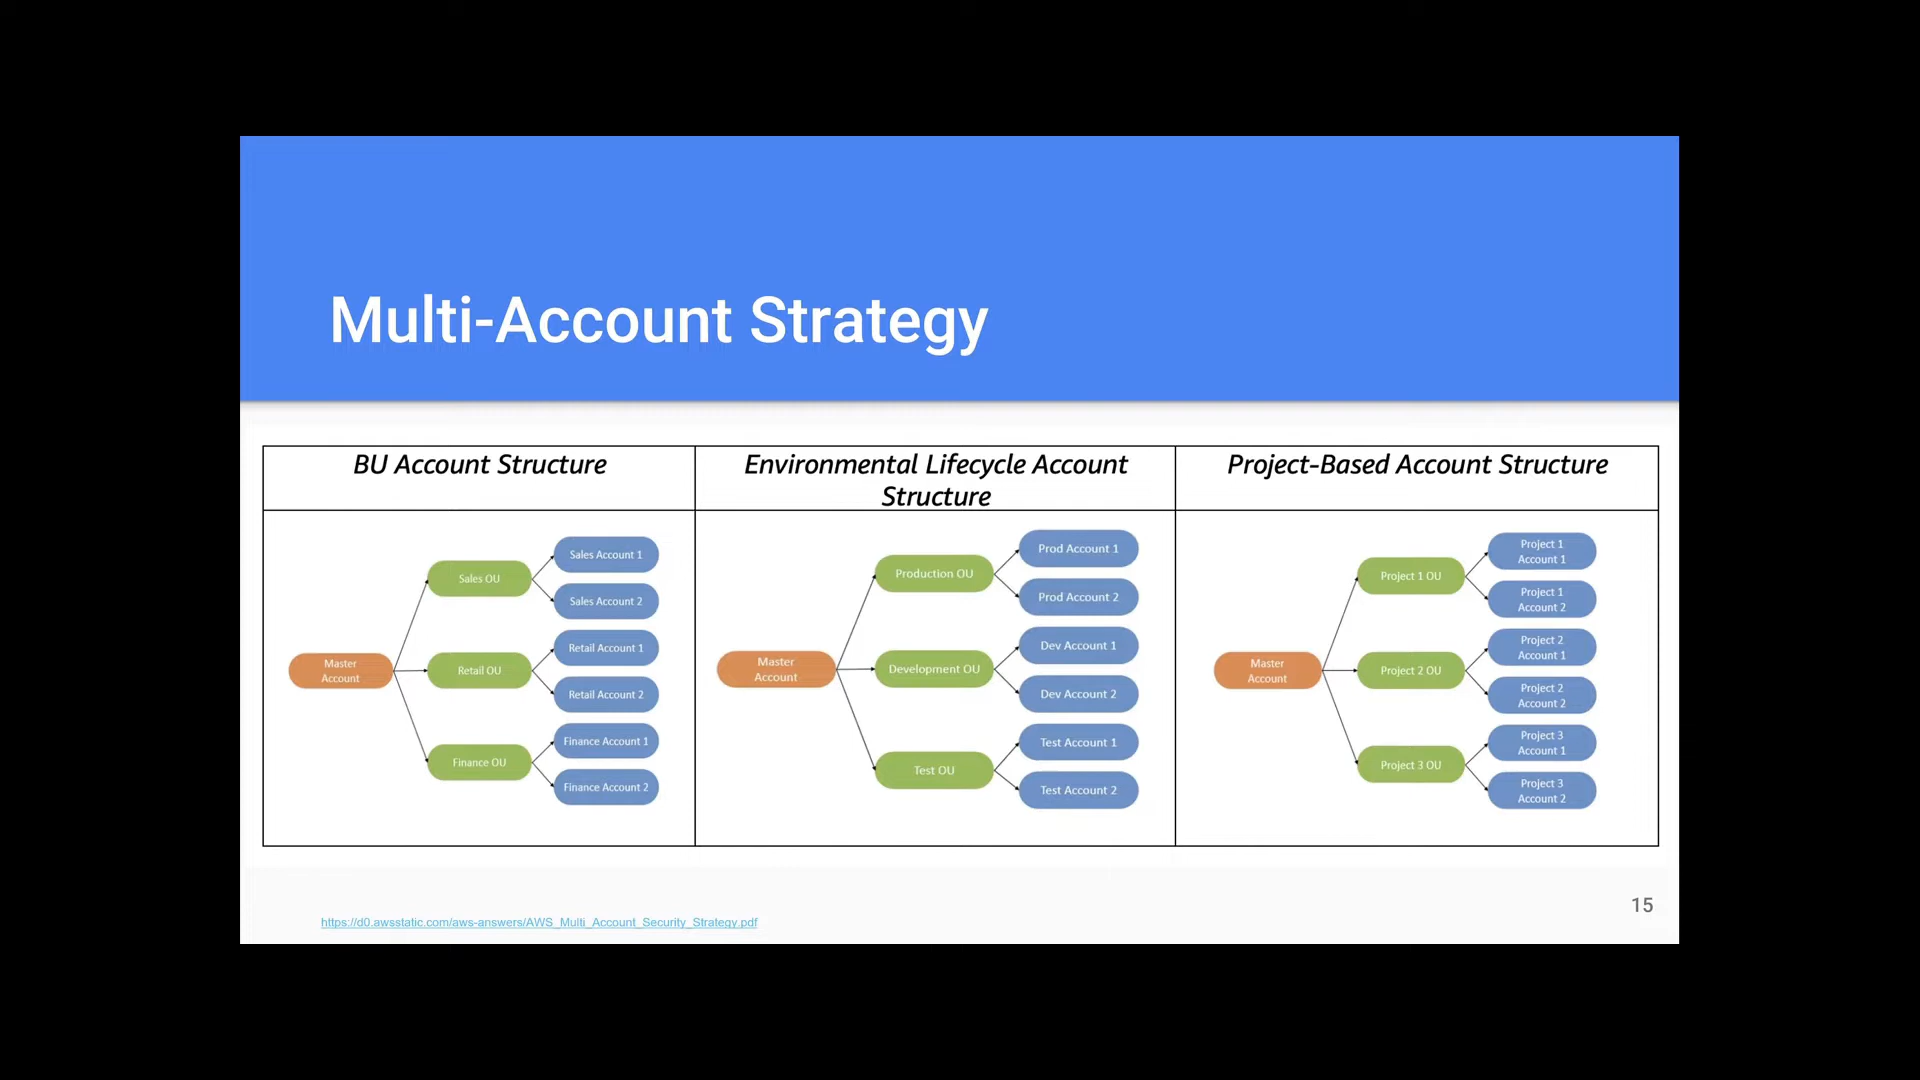 Multi-Account Strategy
BU Account Structure
Environmental Lifecycle Account
Structure
Project-Based Account Structure
Master
Account
Sales OU
Retail OU
Finance OU
Sales Account 1
Sales Account 2
Retail Account 1
Retail Account 2
Finance Account 1
Finance Account 2
Master
Account
Production OU
Development OU
Test OU
Prod Account 1
Prod Account 2
Dev Account 1
Dev Account 2
Test Account 1
Test Account 2
Master
Account
Project 1 OU
Project 2 OU
Project 3 OU
Project 1
Account 1
Project 1
Account 2
Project 2
Account 1
Project 2
Account 2
Project 3
Account 1
Project 3
Account 2
https://d0.awsstatic.com/aws-answers/AWS_Multi_Account_Security_Strategy.pdf
15